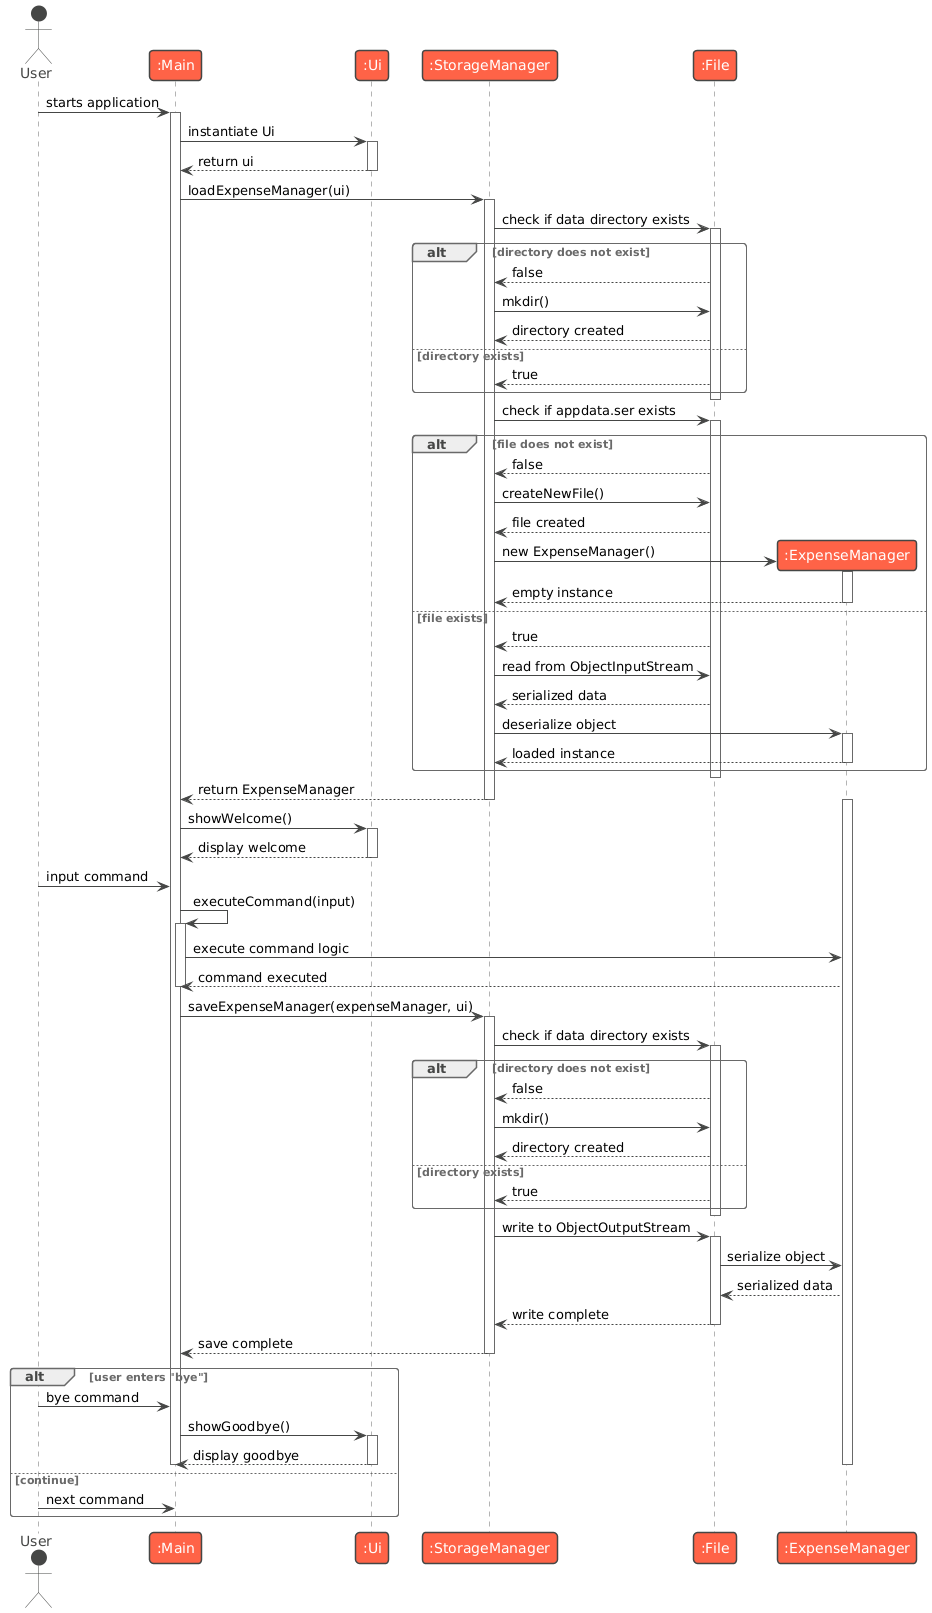 User
:Main
:Ui
:StorageManager
:File
starts application
instantiate Ui
return ui
loadExpenseManager(ui)
check if data directory exists
alt
[directory does not exist]
false
mkdir()
directory created
[directory exists]
true
check if appdata.ser exists
alt
[file does not exist]
false
createNewFile()
file created
new ExpenseManager()
:ExpenseManager
empty instance
[file exists]
true
read from ObjectInputStream
serialized data
deserialize object
loaded instance
return ExpenseManager
showWelcome()
display welcome
input command
executeCommand(input)
execute command logic
command executed
saveExpenseManager(expenseManager, ui)
check if data directory exists
alt
[directory does not exist]
false
mkdir()
directory created
[directory exists]
true
write to ObjectOutputStream
serialize object
serialized data
write complete
save complete
alt
[user enters "bye"]
bye command
showGoodbye()
display goodbye
[continue]
next command
User
:Main
:Ui
:StorageManager
:File
:ExpenseManager